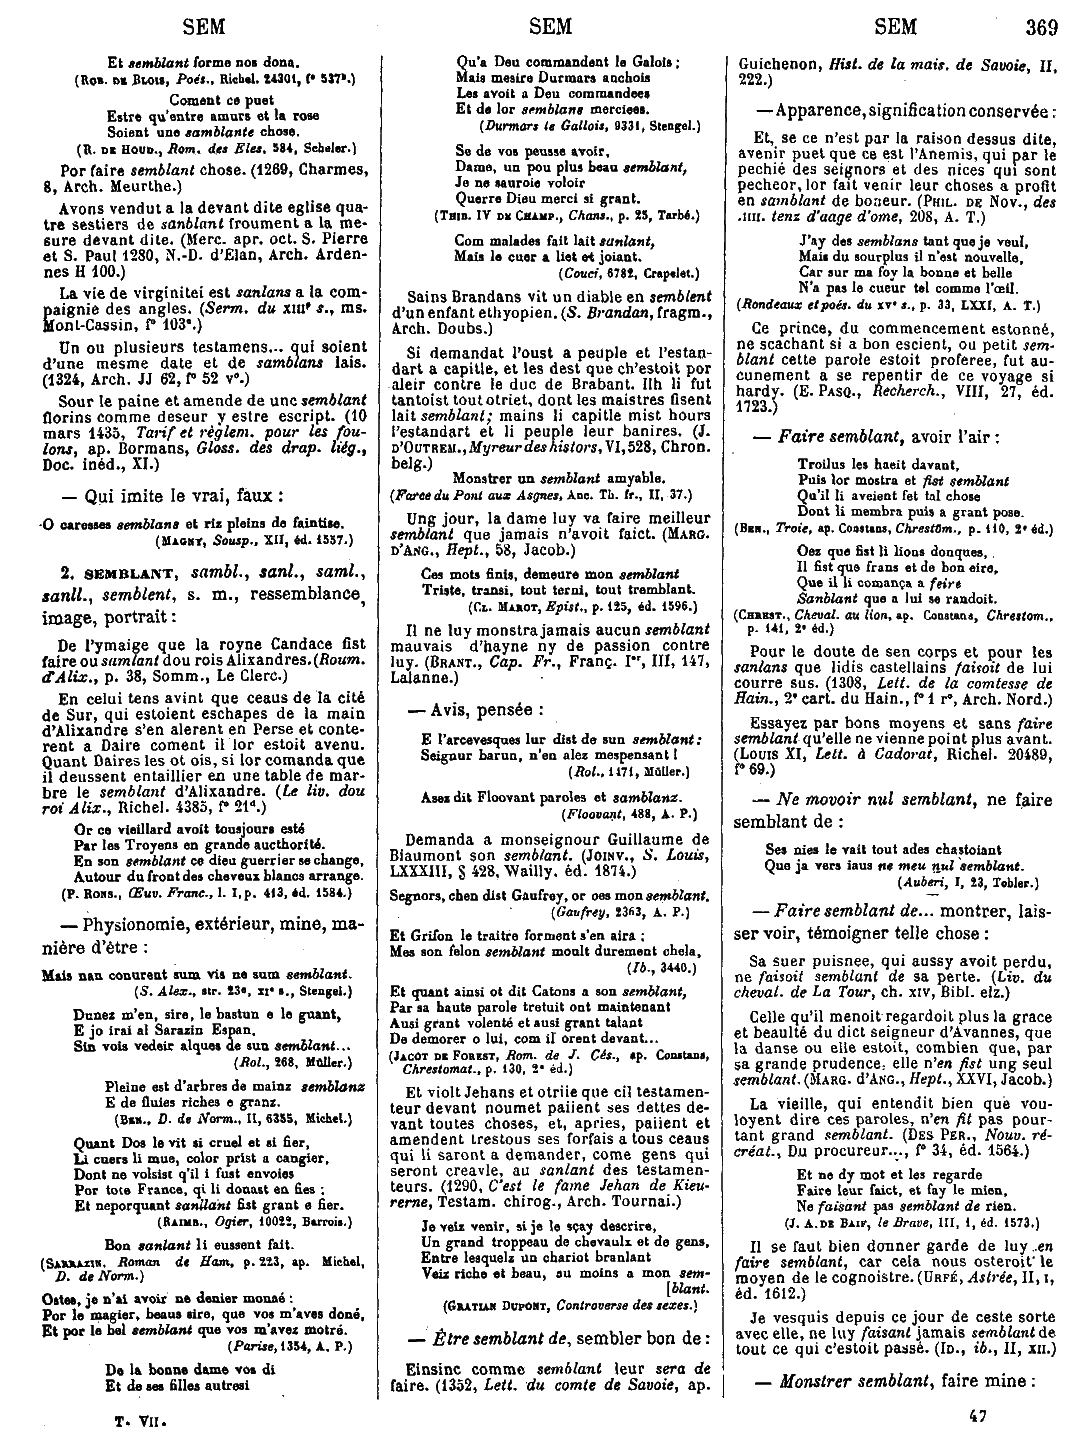 SEM
SEM
SEM
369
Et semblant forme nos dona.
(ROB. DE BLOIS, Poés., Richel. 24301, f° 537ᵇ.)
Coment ce puet
Estre qu'entre amurs et la rose
Soient une samblante chose.
(R. DE HOUD., Rom. des Eles, 584, Scheler.)
Por faire semblant chose. (1269, Charmes,
8, Arch. Meurthe.)
Avons vendut a la devant dite eglise qua-
tre sestiers de sanblant froument a la me-
sure devant dite. (Merc. apr. oct. S. Pierre
et S. Paul 1280, N.-D. d'Elan, Arch. Arden-
nes H 100.)
La vie de virginitei est sanlans a la com-
paignie des angles. (Serm. du XIIIᵉ s., ms.
Mont-Cassin, f° 103ᵃ.)
Un ou plusieurs testamens... qui soient
d'une mesme date et de samblans lais.
(1324, Arch. JJ 62, f° 52 v°.)
Sour le paine et amende de une semblant
florins comme deseur y estre escript. (10
mars 1435, Tarif et règlem. pour les fou-
lons, ap. Bormans, Gloss. des drap. liég.,
Doc. inéd., XI.)
— Qui imite le vrai, faux :
O caresses semblans et riz pleins de faintise.
(MAGNY, Sousp., XII, éd. 1557.)
2. SEMBLANT, sambl., sanl., saml.,
sanll., semblent, s. m., ressemblance,
image, portrait :
De l'ymaige que la royne Candace fist
faire ou samlant dou rois Alixandres. (Roum.
d'Alix., p. 38, Somm., Le Clerc.)
En celui tens avint que ceaus de la cité
de Sur, qui estoient eschapes de la main
d'Alixandre s'en alerent en Perse et conte-
rent a Daire coment il lor estoit avenu.
Quant Daires les ot ois, si lor comanda que
il deussent entaillier en une table de mar-
bre le semblant d'Alixandre. (Le liv. dou
roi Alix., Richel. 4385, f° 21ᵈ.)
Or ce vieillard avoit tousjours esté
Par les Troyens en grande aucthorité.
En son semblant ce dieu guerrier se change,
Autour du front des cheveux blancs arrange.
(P. RONS., Œuv. Franc., l. I, p. 413, éd. 1584.)
— Physionomie, extérieur, mine, ma-
nière d'être :
Mais nan conurent sum vis ne sum semblant.
(S. Alex., str. 23ᵉ, XIᵉ s., Stengel.)
Dunez m'en, sire, le bastun e le guant,
E jo irai al Sarazin Espan,
Sin vois vedeir alques de sun semblant...
(Rol., 268, Müller.)
Pleine est d'arbres de mainz semblanz
E de fluies riches e granz.
(BEN., D. de Norm., II, 6355, Michel.)
Quant Dos le vit si cruel et si fier,
Li cuers li mue, color prist a cangier,
Dont ne volsist q'il i fust envoies
Por tote France, qi li donast en fies ;
Et neporquant sanllant fist grant e fier.
(RAIMB., Ogier, 10022, Barrois.)
Bon sanlant li eussent fait.
(SARRAZIN, Roman de Ham, p. 223, ap. Michel,
D. de Norm.)
Ostes, je n'ai avoir ne denier monaé :
Por le magier, beaus sire, que vos m'aves doné,
Et por le bel semblant que vos m'avez motré.
(Parise, 1354, A. P.)
De la bonne dame vos di
Et de ses filles autresi
T. VII.
Qu'a Deu commandent le Galois ;
Mais mesire Durmars anchois
Les avoit a Deu commandees
Et de lor semblans merciees.
(Durmars le Gallois, 9331, Stengel.)
Se de vos peusse avoir,
Dame, un pou plus beau semblant,
Je ne sauroie voloir
Querre Dieu merci si grant.
(THIB. IV DE CHAMP., Chans., p. 25, Tarbé.)
Com malades fait lait sanlant,
Mais le cuer a liet et joiant.
(Couci, 6782, Crapelet.)
Sains Brandans vit un diable en semblent
d'un enfant ethyopien. (S. Brandan, fragm.,
Arch. Doubs.)
Si demandat l'oust a peuple et l'estan-
dart a capitle, et les dest que ch'estoit por
aleir contre le duc de Brabant. Ilh li fut
tantoist tout otriet, dont les maistres fisent
lait semblant ; mains li capitle mist hours
l'estandart et li peuple leur banires. (J.
D'OUTREM., Myreur des histors, VI, 528, Chron.
belg.)
Monstrer un semblant amyable.
(Farce du Pont aux Asgnes, Anc. Th. fr., II, 37.)
Ung jour, la dame luy va faire meilleur
semblant que jamais n'avoit faict. (MARG.
D'ANG., Hept., 58, Jacob.)
Ces mots finis, demeure mon semblant
Triste, transi, tout terni, tout tremblant.
(CL. MAROT, Epist., p. 125, éd. 1596.)
Il ne luy monstra jamais aucun semblant
mauvais d'hayne ny de passion contre
luy. (BRANT., Cap. Fr., Franç. Iᵉʳ, III, 147,
Lalanne.)
— Avis, pensée :
E l'arcevesques lur dist de sun semblant :
Seignur barun, n'en alez mespensant !
(Rol., 1471, Müller.)
Asez dit Floovant paroles et samblanz.
(Floovant, 488, A. P.)
Demanda a monseignour Guillaume de
Biaumont son semblant. (JOINV., S. Louis,
LXXXIII, § 428, Wailly, éd. 1874.)
Segnors, chen dist Gaufrey, or oes mon semblant.
(Gaufrey, 2363, A. P.)
Et Grifon le traitre forment s'en aira ;
Mes son felon semblant moult durement chela,
(Ib., 3440.)
Et quant ainsi ot dit Catons a son semblant,
Par sa haute parole tretuit ont maintenant
Ausi grant volenté et ausi grant talant
De demorer o lui, com il orent devant...
(JACOT DE FOREST, Rom. de J. Cés., ap. Constans,
Chrestomat., p. 130, 2ᵉ éd.)
Et violt Jehans et otriie que cil testamen-
teur devant noumet paiient ses dettes de-
vant toutes choses, et, apries, paiient et
amendent trestous ses forfais a tous ceaus
qui li saront a demander, come gens qui
seront creavle, au sanlant des testamen-
teurs. (1290, C'est le fame Jehan de Kieu-
rerne, Testam. chirog., Arch. Tournai.)
Je veiz venir, si je le sçay descrire,
Un grand troppeau de chevaulx et de gens,
Entre lesquelz un chariot branlant
Veiz riche et beau, au moins a mon sem-
[blant.
(GRATIAN DUPONT, Controverse des sexes.)
— Être semblant de, sembler bon de :
Einsinc comme semblant leur sera de
faire. (1352, Lett. du comte de Savoie, ap.
Guichenon, Hist. de la mais. de Savoie, II,
222.)
— Apparence, signification conservée :
Et, se ce n'est par la raison dessus dite,
avenir puet que ce est l'Anemis, qui par le
pechié des seignors et des nices qui sont
pecheor, lor fait venir leur choses a profit
en samblant de boneur. (PHIL. DE NOV., des
.IIII. tenz d'aage d'ome, 208, A. T.)
J'ay des semblans tant que je veul,
Mais du sourplus il n'est nouvelle,
Car sur ma foy la bonne et belle
N'a pas le cueur tel comme l'œil.
(Rondeaux et poés. du XVᵉ s., p. 33, LXXI, A. T.)
Ce prince, du commencement estonné,
ne scachant si a bon escient, ou petit sem-
blant cette parole estoit proferee, fut au-
cunement a se repentir de ce voyage si
hardy. (E. PASQ., Recherch., VIII, 27, éd.
1723.)
— Faire semblant, avoir l'air :
Troilus les haeit davant,
Puis lor mostra et fist semblant
Qu'il li aveient fet tal chose
Dont li membra puis a grant pose.
(BEN., Troie, ap. Constans, Chrestom., p. 110, 2ᵉ éd.)
Oez que fist li lions donques,
Il fist que frans et de bon eire,
Que il li comança a feire
Sanblant que a lui se randoit.
(CHREST., Cheval. au lion, ap. Constans, Chrestom.,
p. 141, 2ᵉ éd.)
Pour le doute de sen corps et pour les
sanlans que lidis castellains faisoit de lui
courre sus. (1308, Lett. de la comtesse de
Hain., 2ᵉ cart. du Hain., f° 1 r°, Arch. Nord.)
Essayez par bons moyens et sans faire
semblant qu'elle ne vienne point plus avant.
(LOUIS XI, Lett. à Cadorat, Richel. 20489,
f° 69.)
— Ne movoir nul semblant, ne faire
semblant de :
Ses nies le vait tout ades chastoiant
Que ja vers iaus ne meu nul semblant.
(Auberi, I, 23, Tobler.)
— Faire semblant de... montrer, lais-
ser voir, témoigner telle chose :
Sa suer puisnee, qui aussy avoit perdu,
ne faisoit semblant de sa perte. (Liv. du
cheval. de La Tour, ch. XIV, Bibl. elz.)
Celle qu'il menoit regardoit plus la grace
et beaulté du dict seigneur d'Avannes, que
la danse ou elle estoit, combien que, par
sa grande prudence, elle n'en fist ung seul
semblant. (MARG. d'ANG., Hept., XXVI, Jacob.)
La vieille, qui entendit bien que vou-
loyent dire ces paroles, n'en fit pas pour-
tant grand semblant. (DES PER., Nouv. ré-
créat., Du procureur..., f° 34, éd. 1564.)
Et ne dy mot et les regarde
Faire leur faict, et fay le mien,
Ne faisant pas semblant de rien.
(J. A. DE BAIF, le Brave, III, 1, éd. 1573.)
Il se faut bien donner garde de luy en
faire semblant, car cela nous osteroit le
moyen de le cognoistre. (URFÉ, Astrée, II, I,
éd. 1612.)
Je vesquis depuis ce jour de ceste sorte
avec elle, ne luy faisant jamais semblant de
tout ce qui c'estoit passé. (ID., ib., II, XII.)
— Monstrer semblant, faire mine :
47